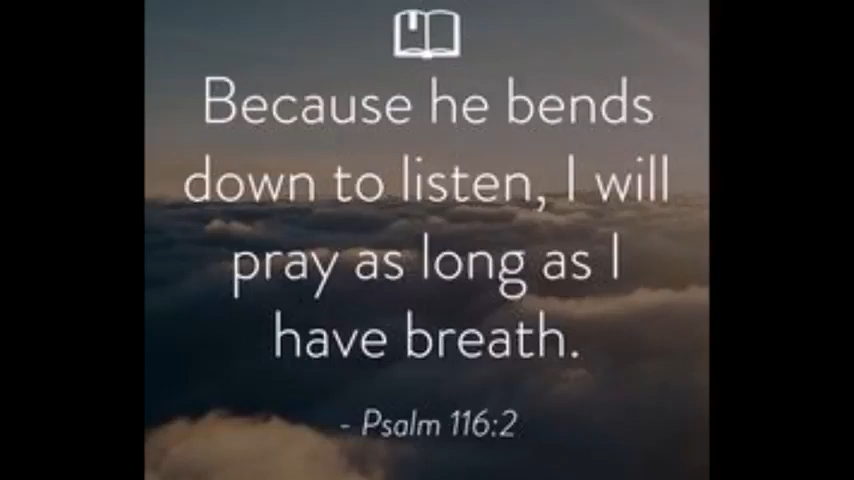 Because he bends
down to listen, I will
pray as long as I
have breath.
- Psalm 116:2